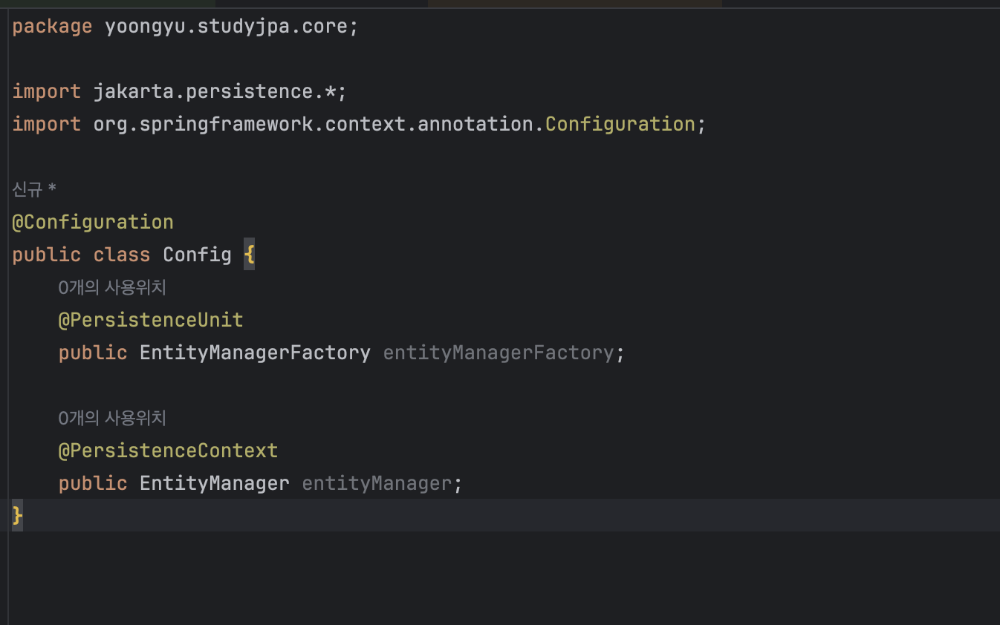 package yoongyu.studyjpa.core;
import jakarta.persistence.*;
import org.springframework.context.annotation.Configuration;
신규 *
@Configuration
public class Config {
0개의 사용위치
@PersistenceUnit
public EntityManagerFactory entityManagerFactory;
0개의 사용위치
@PersistenceContext
public EntityManager entityManager;
}